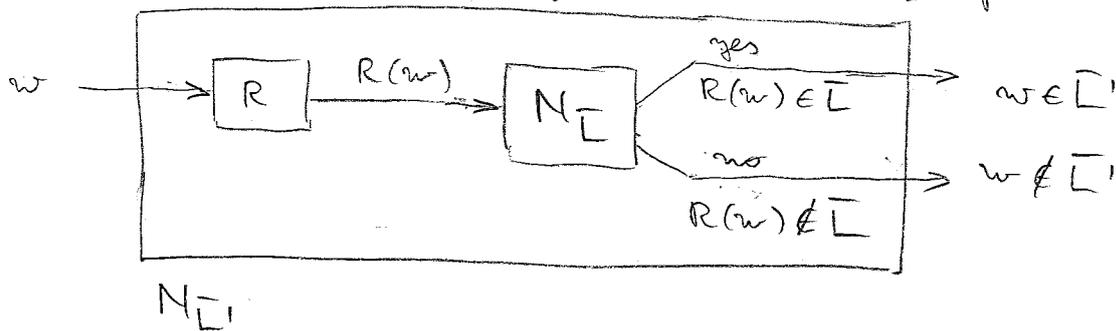 yes
w
R
R(w)
N_L̅
R(w) ∈ L̅
w ∈ L̅'
no
w ∉ L̅'
R(w) ∉ L̅
N_L̅'